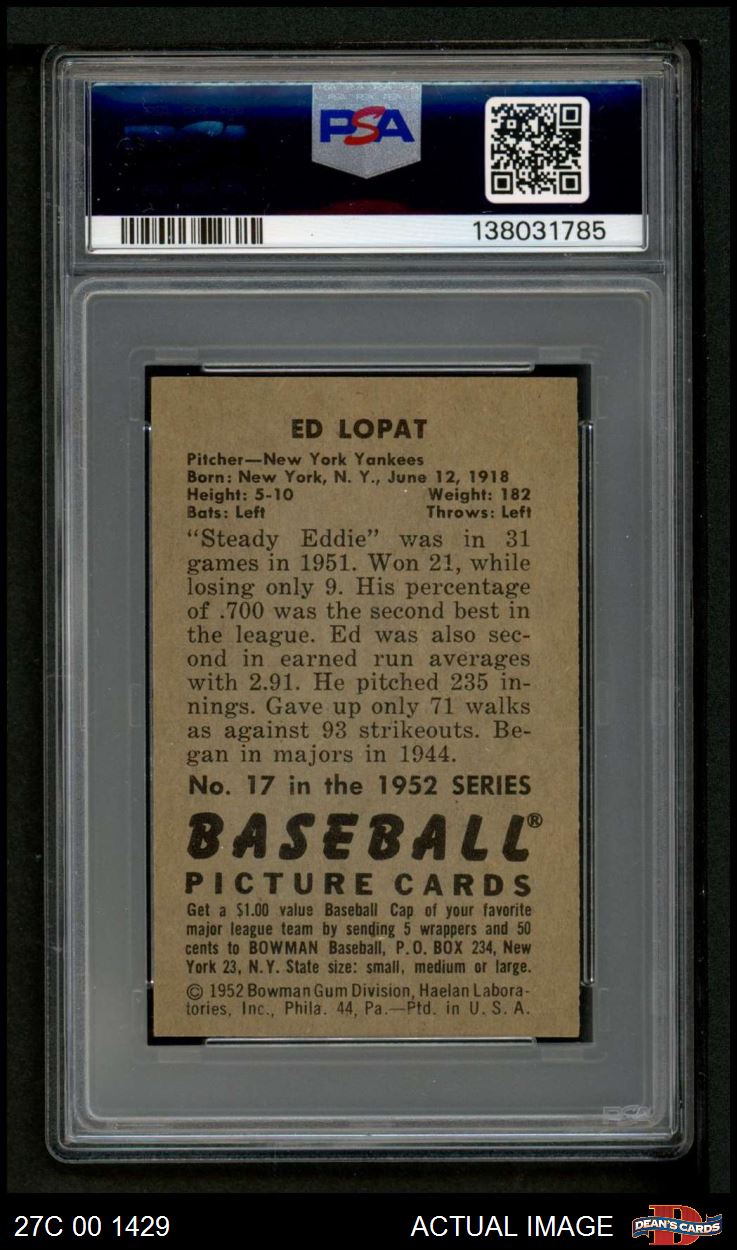 PSA
138031785
ED LOPAT
Pitcher—New York Yankees
Born: New York, N. Y., June 12, 1918
Height: 5-10 Weight: 182
Bats: Left Throws: Left
"Steady Eddie" was in 31
games in 1951. Won 21, while
losing only 9. His percentage
of .700 was the second best in
the league. Ed was also sec-
ond in earned run averages
with 2.91. He pitched 235 in-
nings. Gave up only 71 walks
as against 93 strikeouts. Be-
gan in majors in 1944.
No. 17 in the 1952 SERIES
BASEBALL®
PICTURE CARDS
Get a $1.00 value Baseball Cap of your favorite
major league team by sending 5 wrappers and 50
cents to BOWMAN Baseball, P.O. BOX 234, New
York 23, N.Y. State size: small, medium or large.
© 1952 Bowman Gum Division, Haelan Labora-
tories, Inc., Phila. 44, Pa.—Ptd. in U. S. A.
PSA
27C 00 1429 ACTUAL IMAGE DEAN'S CARDS